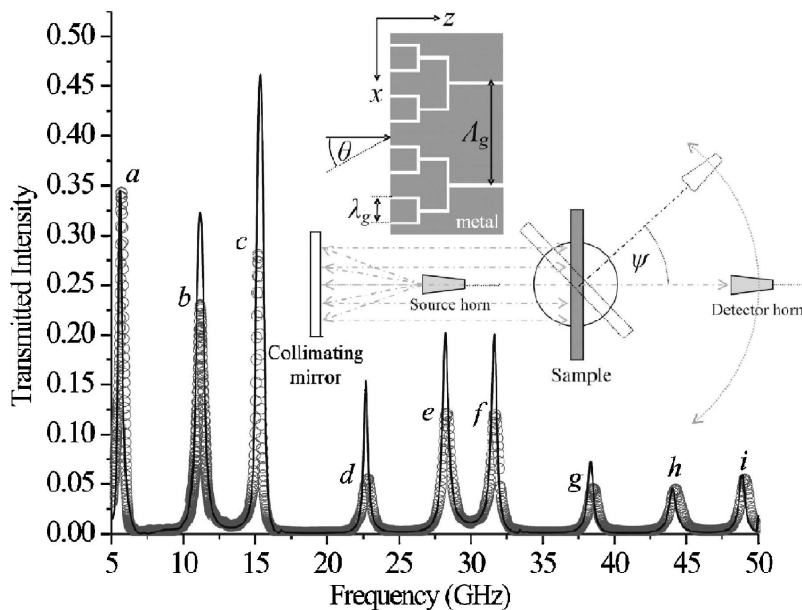 0.50
0.45
0.40
0.35
0.30
0.25
0.20
0.15
0.10
0.05
0.00
Transmitted Intensity
5 10 15 20 25 30 35 40 45 50
Frequency (GHz)
a
b
c
d
e
f
g
h
i
z
x
θ
Λg
λg
metal
ψ
Source horn
Detector horn
Collimating
mirror
Sample